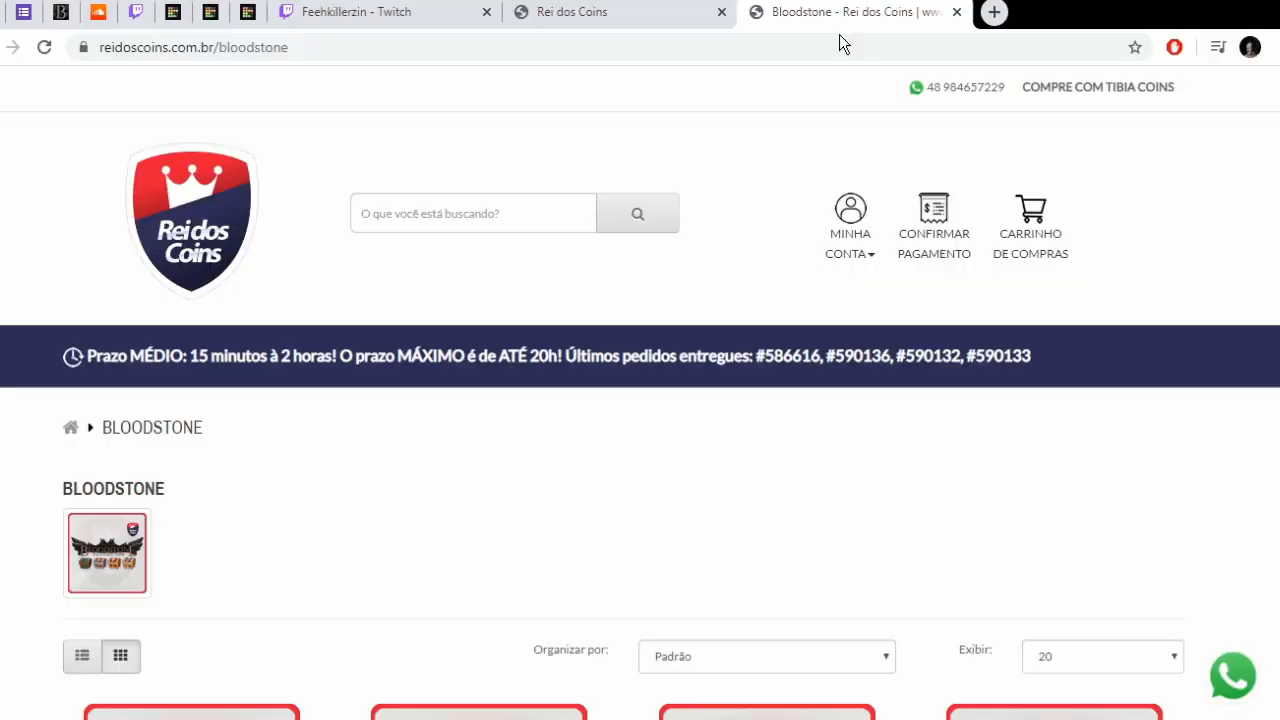 Feehkillerzin - Twitch
Rei dos Coins
Bloodstone - Rei dos Coins | www
reidoscoins.com.br/bloodstone
48 984657229
COMPRE COM TIBIA COINS
Rei dos
Coins
O que você está buscando?
MINHA
CONTA
CONFIRMAR
PAGAMENTO
CARRINHO
DE COMPRAS
Prazo MÉDIO: 15 minutos à 2 horas! O prazo MÁXIMO é de ATÉ 20h! Últimos pedidos entregues: #586616, #590136, #590132, #590133
BLOODSTONE
BLOODSTONE
BLOODSTONE
Organizar por:
Padrão
Exibir:
20